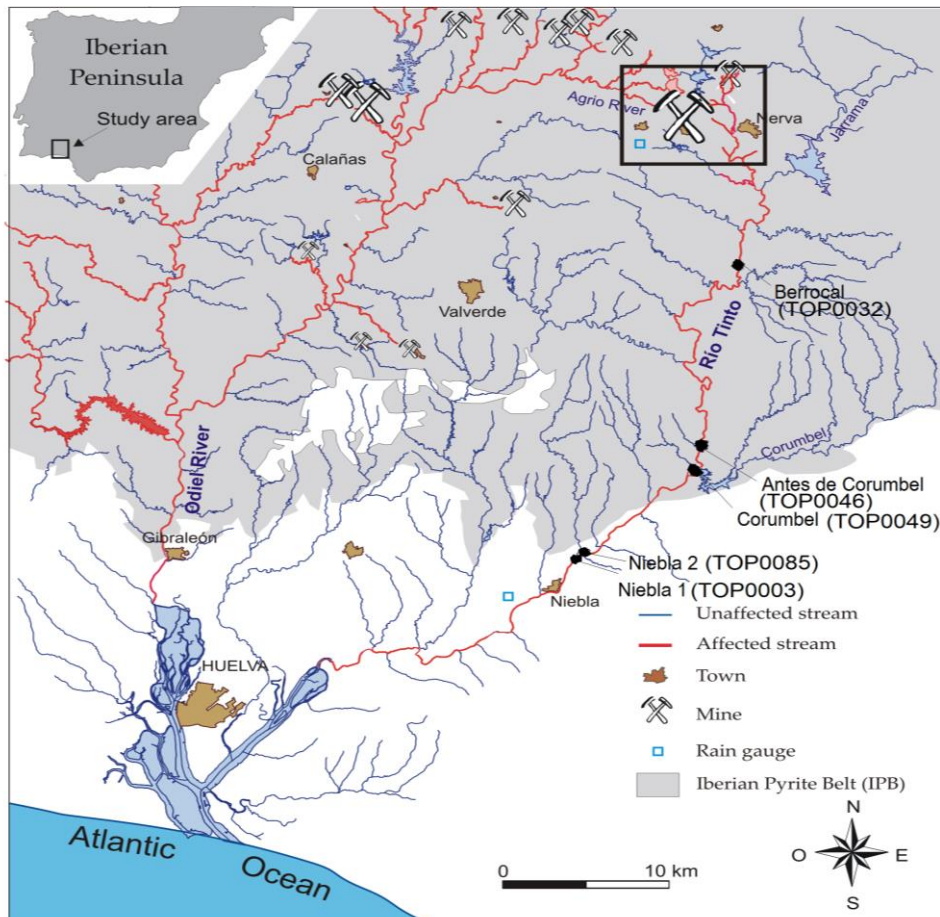 Iberian
Peninsula
Study area
Agrio River
Nerva
Jarrama
Calañas
Valverde
Berrocal
(TOP0032)
Río Tinto
Corumbel
Odiel River
Antes de Corumbel
(TOP0046)
Corumbel (TOP0049)
Gibraleón
Niebla 2 (TOP0085)
Niebla 1 (TOP0003)
Niebla
Unaffected stream
Affected stream
HUELVA
Town
Mine
Rain gauge
Iberian Pyrite Belt (IPB)
Atlantic
Ocean
0 10 km
N
O E
S